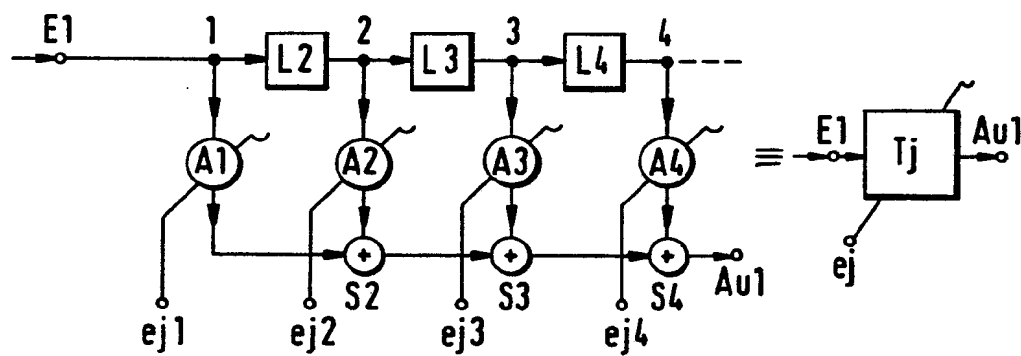 E1 1 2 3 4
L2 L3 L4
A1 A2 A3 A4 ≡ E1 Tj Au1
+ + + Au1 ej
S2 S3 S4
ej1 ej2 ej3 ej4